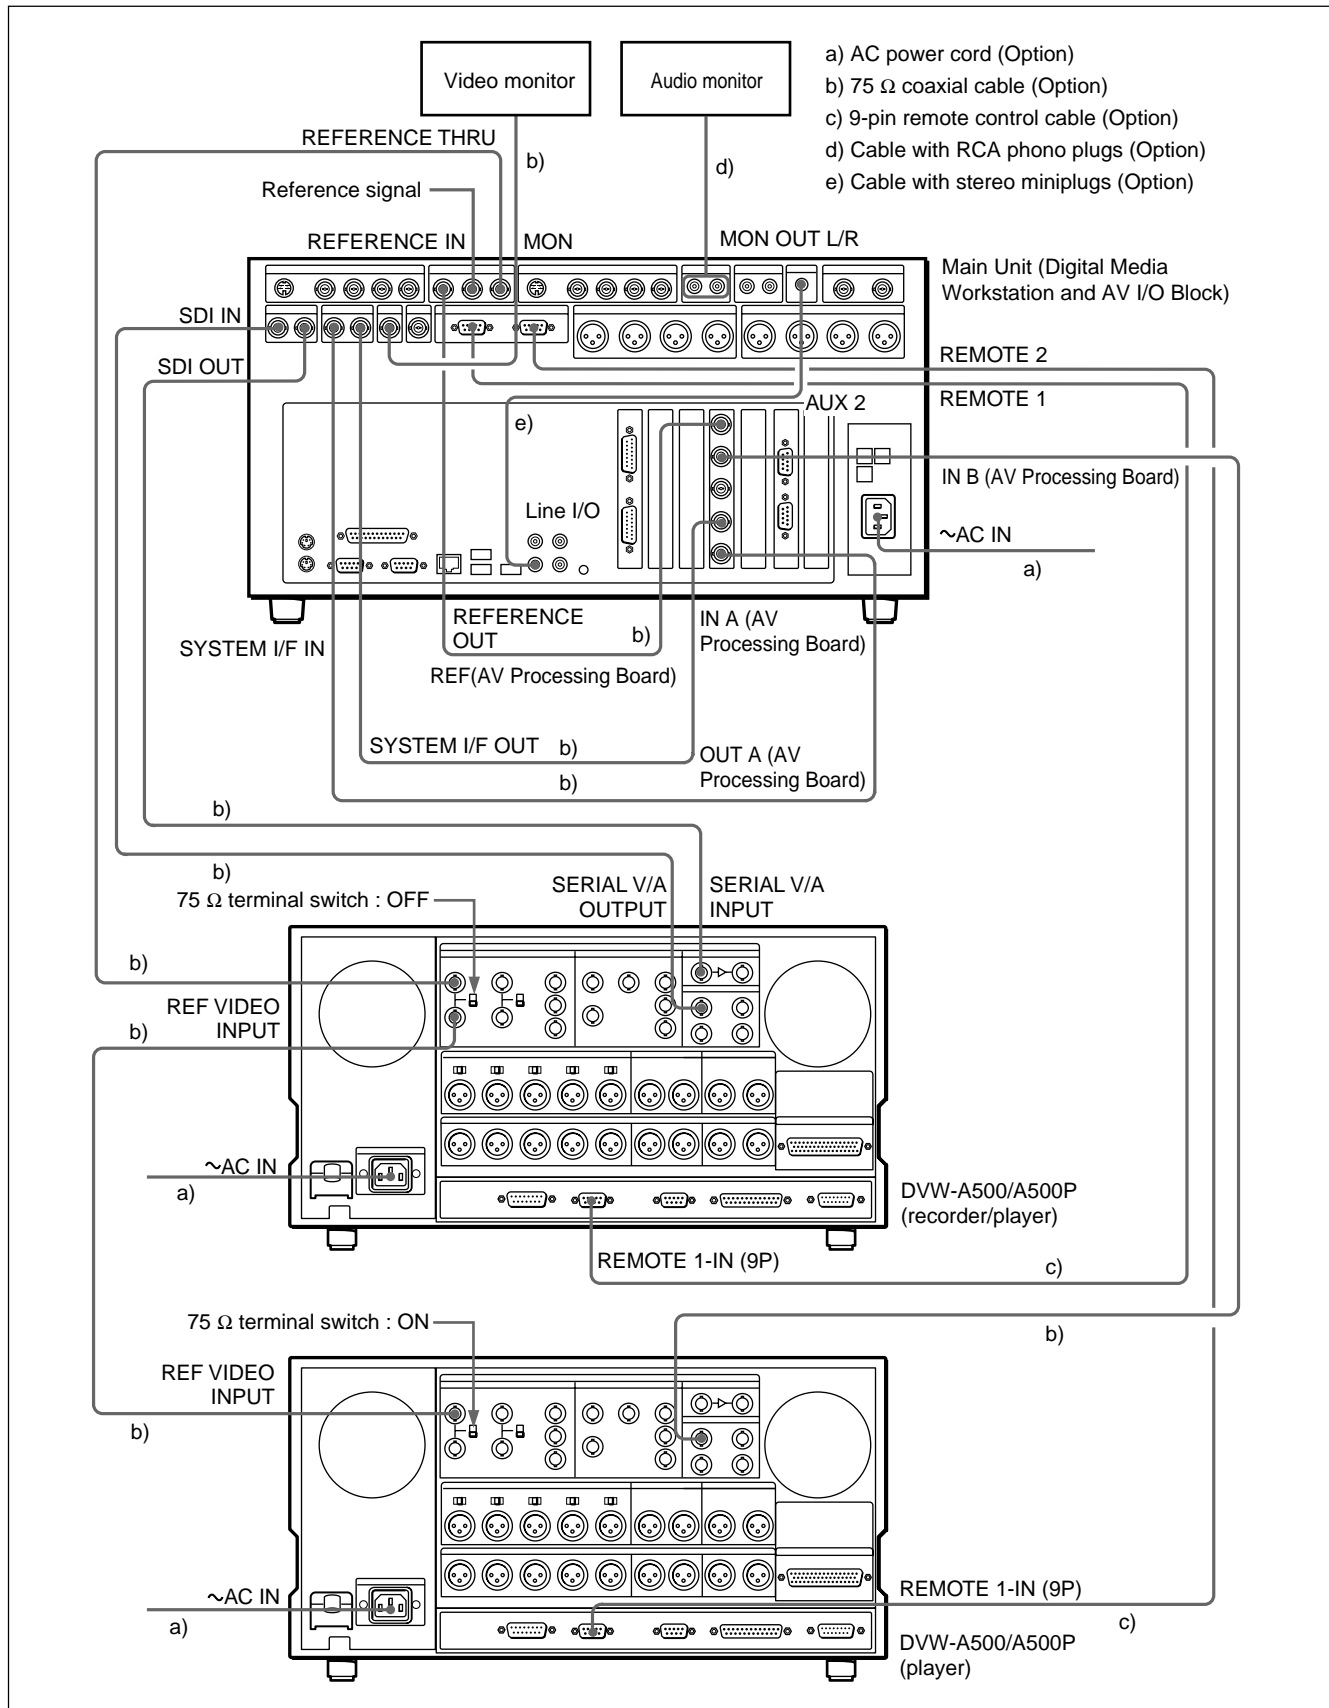 Video monitor
Audio monitor
a) AC power cord (Option)
b) 75 Ω coaxial cable (Option)
c) 9-pin remote control cable (Option)
d) Cable with RCA phono plugs (Option)
e) Cable with stereo miniplugs (Option)
REFERENCE THRU
b)
d)
Reference signal
REFERENCE IN
MON
MON OUT L/R
Main Unit (Digital Media
Workstation and AV I/O Block)
SDI IN
SDI OUT
REMOTE 2
REMOTE 1
AUX 2
e)
IN B (AV Processing Board)
Line I/O
~AC IN
a)
REFERENCE
OUT
b)
IN A (AV
Processing Board)
SYSTEM I/F IN
REF(AV Processing Board)
SYSTEM I/F OUT
b)
OUT A (AV
Processing Board)
b)
b)
b)
75 Ω terminal switch : OFF
SERIAL V/A
OUTPUT
SERIAL V/A
INPUT
b)
REF VIDEO
INPUT
b)
~AC IN
a)
DVW-A500/A500P
(recorder/player)
REMOTE 1-IN (9P)
c)
75 Ω terminal switch : ON
b)
REF VIDEO
INPUT
b)
~AC IN
a)
REMOTE 1-IN (9P)
c)
DVW-A500/A500P
(player)